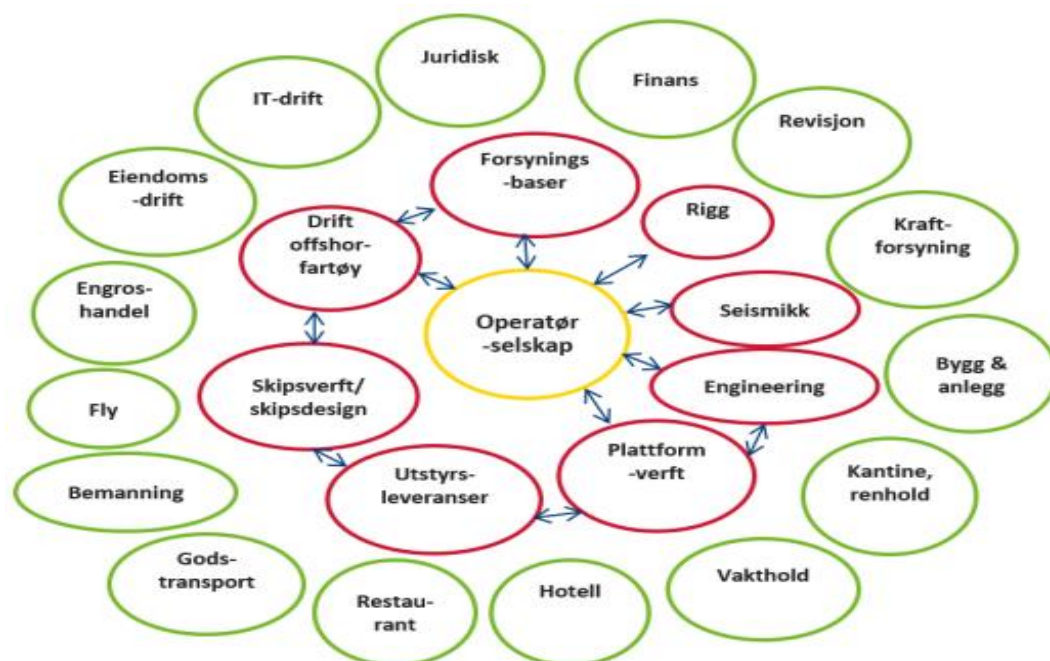 Juridisk
Finans
IT-drift
Revisjon
Forsynings
-baser
Eiendoms
-drift
Rigg
Drift
offshor-
fartøy
Kraft-
forsyning
Engros-
handel
Seismikk
Operatør
-selskap
Bygg &
anlegg
Skipsverft/
skipsdesign
Engineering
Fly
Plattform
-verft
Utstyrs-
leveranser
Kantine,
renhold
Bemanning
Gods-
transport
Vakthold
Hotell
Restau-
rant